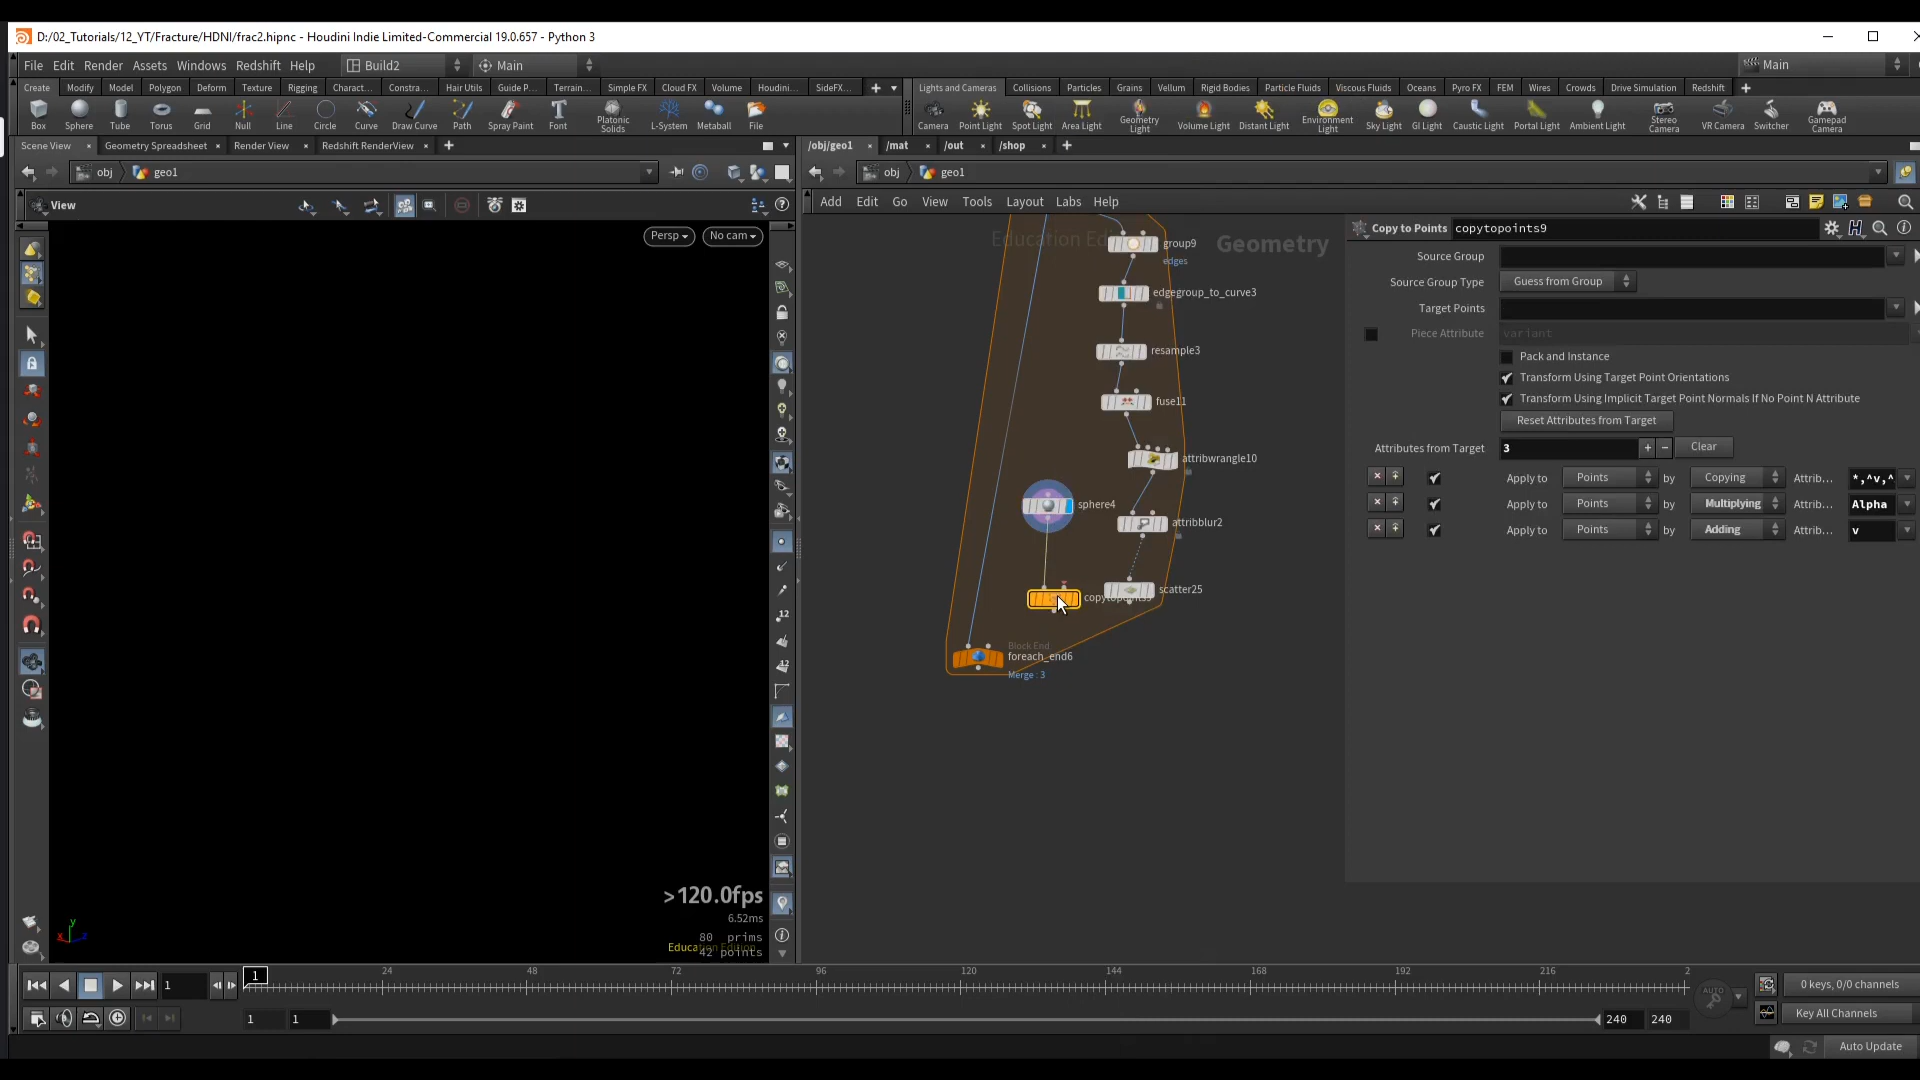 D:/02_Tutorials/12_YT/Fracture/HDNI/frac2.hipnc - Houdini Indie Limited-Commercial 19.0.657 - Python 3
File Edit Render Assets Windows Redshift Help Build2 Main Main
Create Modify Model Polygon Deform Texture Rigging Charact... Constra... Hair Utils Guide P... Terrain... Simple FX Cloud FX Volume Houdini... SideFX...
Lights and Cameras Collisions Particles Grains Vellum Rigid Bodies Particle Fluids Viscous Fluids Oceans Pyro FX FEM Wires Crowds Drive Simulation Redshift
Box Sphere Tube Torus Grid Null Line Circle Curve Draw Curve Path Spray Paint Font Platonic Solids L-System Metaball File
Camera Point Light Spot Light Area Light Geometry Light Volume Light Distant Light Environment Light Sky Light GI Light Caustic Light Portal Light Ambient Light Stereo Camera VR Camera Switcher Gamepad Camera
Scene View Geometry Spreadsheet Render View Redshift RenderView
/obj/geo1 /mat /out /shop
obj geo1
obj geo1
View
Add Edit Go View Tools Layout Labs Help
Persp No cam
Education Ed
Geometry
group9
edges
edgegroup_to_curve3
resample3
fuse11
attribwrangle10
sphere4
attribblur2
scatter25
Block End
foreach_end6
Merge : 3
Copy to Points copytopoints9
Source Group
Source Group Type Guess from Group
Target Points
Piece Attribute variant
Pack and Instance
Transform Using Target Point Orientations
Transform Using Implicit Target Point Normals If No Point N Attribute
Reset Attributes from Target
Attributes from Target 3 + - Clear
Apply to Points by Copying Attrib... *,^v,^
Apply to Points by Multiplying Attrib... Alpha
Apply to Points by Adding Attrib... v
12
12
>120.0fps
6.52ms
80 prims
42 points
y
x z
1 1 24 48 72 96 120 144 168 192 216 2
AUTO
0 keys, 0/0 channels
1 1 240 240
Key All Channels
Auto Update